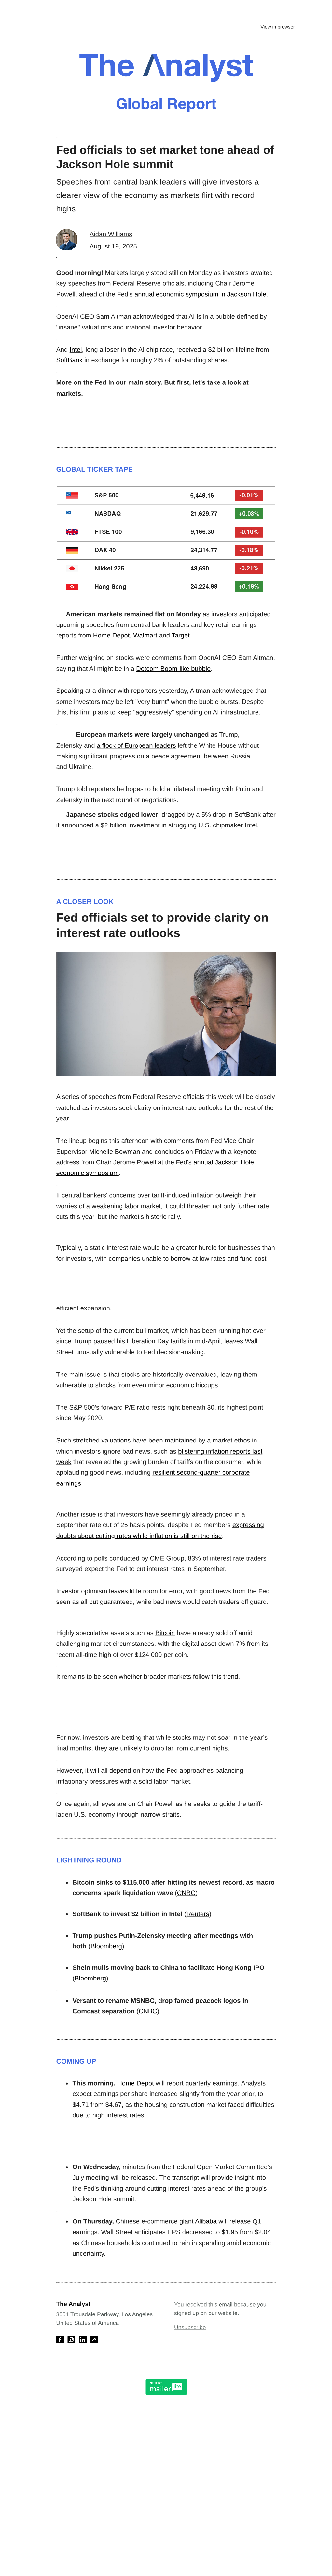 View in browser
The Analyst
Global Report
Fed officials to set market tone ahead of
Jackson Hole summit
Speeches from central bank leaders will give investors a
clearer view of the economy as markets flirt with record
highs
Aidan Williams
August 19, 2025
Good morning! Markets largely stood still on Monday as investors awaited
key speeches from Federal Reserve officials, including Chair Jerome
Powell, ahead of the Fed's annual economic symposium in Jackson Hole.
OpenAI CEO Sam Altman acknowledged that AI is in a bubble defined by
"insane" valuations and irrational investor behavior.
And Intel, long a loser in the AI chip race, received a $2 billion lifeline from
SoftBank in exchange for roughly 2% of outstanding shares.
More on the Fed in our main story. But first, let's take a look at
markets.
GLOBAL TICKER TAPE
S&P 500 6,449.16 -0.01%
NASDAQ 21,629.77 +0.03%
FTSE 100 9,166.30 -0.10%
DAX 40 24,314.77 -0.18%
Nikkei 225 43,690 -0.21%
Hang Seng 24,224.98 +0.19%
American markets remained flat on Monday as investors anticipated
upcoming speeches from central bank leaders and key retail earnings
reports from Home Depot, Walmart and Target.
Further weighing on stocks were comments from OpenAI CEO Sam Altman,
saying that AI might be in a Dotcom Boom-like bubble.
Speaking at a dinner with reporters yesterday, Altman acknowledged that
some investors may be left "very burnt" when the bubble bursts. Despite
this, his firm plans to keep "aggressively" spending on AI infrastructure.
European markets were largely unchanged as Trump,
Zelensky and a flock of European leaders left the White House without
making significant progress on a peace agreement between Russia
and Ukraine.
Trump told reporters he hopes to hold a trilateral meeting with Putin and
Zelensky in the next round of negotiations.
Japanese stocks edged lower, dragged by a 5% drop in SoftBank after
it announced a $2 billion investment in struggling U.S. chipmaker Intel.
A CLOSER LOOK
Fed officials set to provide clarity on
interest rate outlooks
A series of speeches from Federal Reserve officials this week will be closely
watched as investors seek clarity on interest rate outlooks for the rest of the
year.
The lineup begins this afternoon with comments from Fed Vice Chair
Supervisor Michelle Bowman and concludes on Friday with a keynote
address from Chair Jerome Powell at the Fed's annual Jackson Hole
economic symposium.
If central bankers' concerns over tariff-induced inflation outweigh their
worries of a weakening labor market, it could threaten not only further rate
cuts this year, but the market's historic rally.
Typically, a static interest rate would be a greater hurdle for businesses than
for investors, with companies unable to borrow at low rates and fund cost-
efficient expansion.
Yet the setup of the current bull market, which has been running hot ever
since Trump paused his Liberation Day tariffs in mid-April, leaves Wall
Street unusually vulnerable to Fed decision-making.
The main issue is that stocks are historically overvalued, leaving them
vulnerable to shocks from even minor economic hiccups.
The S&P 500's forward P/E ratio rests right beneath 30, its highest point
since May 2020.
Such stretched valuations have been maintained by a market ethos in
which investors ignore bad news, such as blistering inflation reports last
week that revealed the growing burden of tariffs on the consumer, while
applauding good news, including resilient second-quarter corporate
earnings.
Another issue is that investors have seemingly already priced in a
September rate cut of 25 basis points, despite Fed members expressing
doubts about cutting rates while inflation is still on the rise.
According to polls conducted by CME Group, 83% of interest rate traders
surveyed expect the Fed to cut interest rates in September.
Investor optimism leaves little room for error, with good news from the Fed
seen as all but guaranteed, while bad news would catch traders off guard.
Highly speculative assets such as Bitcoin have already sold off amid
challenging market circumstances, with the digital asset down 7% from its
recent all-time high of over $124,000 per coin.
It remains to be seen whether broader markets follow this trend.
For now, investors are betting that while stocks may not soar in the year's
final months, they are unlikely to drop far from current highs.
However, it will all depend on how the Fed approaches balancing
inflationary pressures with a solid labor market.
Once again, all eyes are on Chair Powell as he seeks to guide the tariff-
laden U.S. economy through narrow straits.
LIGHTNING ROUND
• Bitcoin sinks to $115,000 after hitting its newest record, as macro
concerns spark liquidation wave (CNBC)
• SoftBank to invest $2 billion in Intel (Reuters)
• Trump pushes Putin-Zelensky meeting after meetings with
both (Bloomberg)
• Shein mulls moving back to China to facilitate Hong Kong IPO
(Bloomberg)
• Versant to rename MSNBC, drop famed peacock logos in
Comcast separation (CNBC)
COMING UP
• This morning, Home Depot will report quarterly earnings. Analysts
expect earnings per share increased slightly from the year prior, to
$4.71 from $4.67, as the housing construction market faced difficulties
due to high interest rates.
• On Wednesday, minutes from the Federal Open Market Committee's
July meeting will be released. The transcript will provide insight into
the Fed's thinking around cutting interest rates ahead of the group's
Jackson Hole summit.
• On Thursday, Chinese e-commerce giant Alibaba will release Q1
earnings. Wall Street anticipates EPS decreased to $1.95 from $2.04
as Chinese households continued to rein in spending amid economic
uncertainty.
The Analyst
3551 Trousdale Parkway, Los Angeles
United States of America
You received this email because you
signed up on our website.
Unsubscribe
sent by
mailer lite